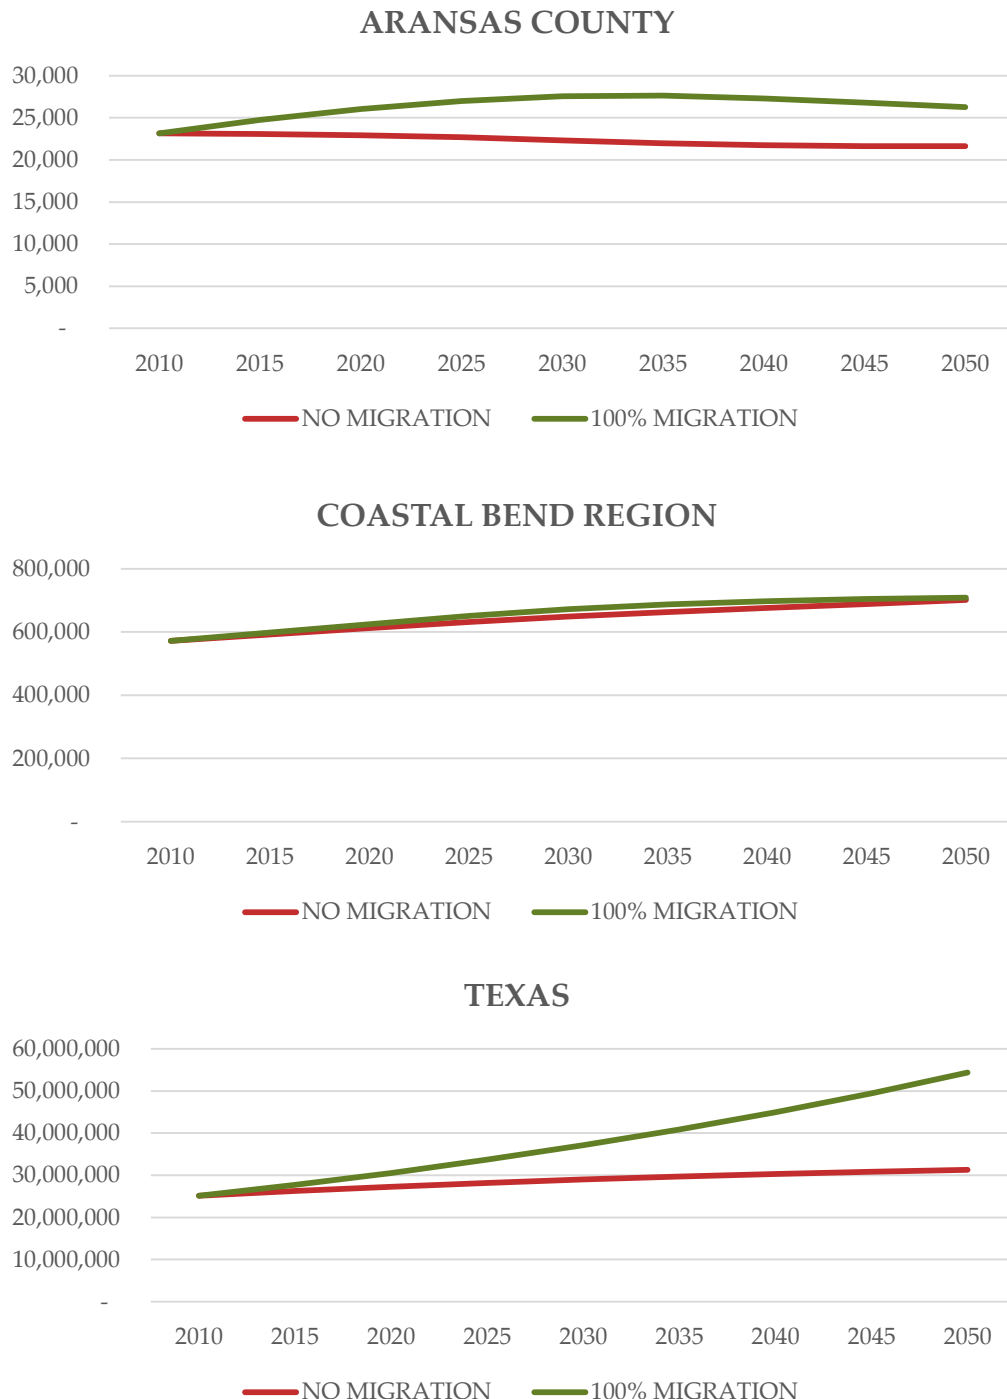 ARANSAS COUNTY
30,000
25,000
20,000
15,000
10,000
5,000
-
2010 2015 2020 2025 2030 2035 2040 2045 2050
NO MIGRATION 100% MIGRATION
COASTAL BEND REGION
800,000
600,000
400,000
200,000
-
2010 2015 2020 2025 2030 2035 2040 2045 2050
NO MIGRATION 100% MIGRATION
TEXAS
60,000,000
50,000,000
40,000,000
30,000,000
20,000,000
10,000,000
-
2010 2015 2020 2025 2030 2035 2040 2045 2050
NO MIGRATION 100% MIGRATION